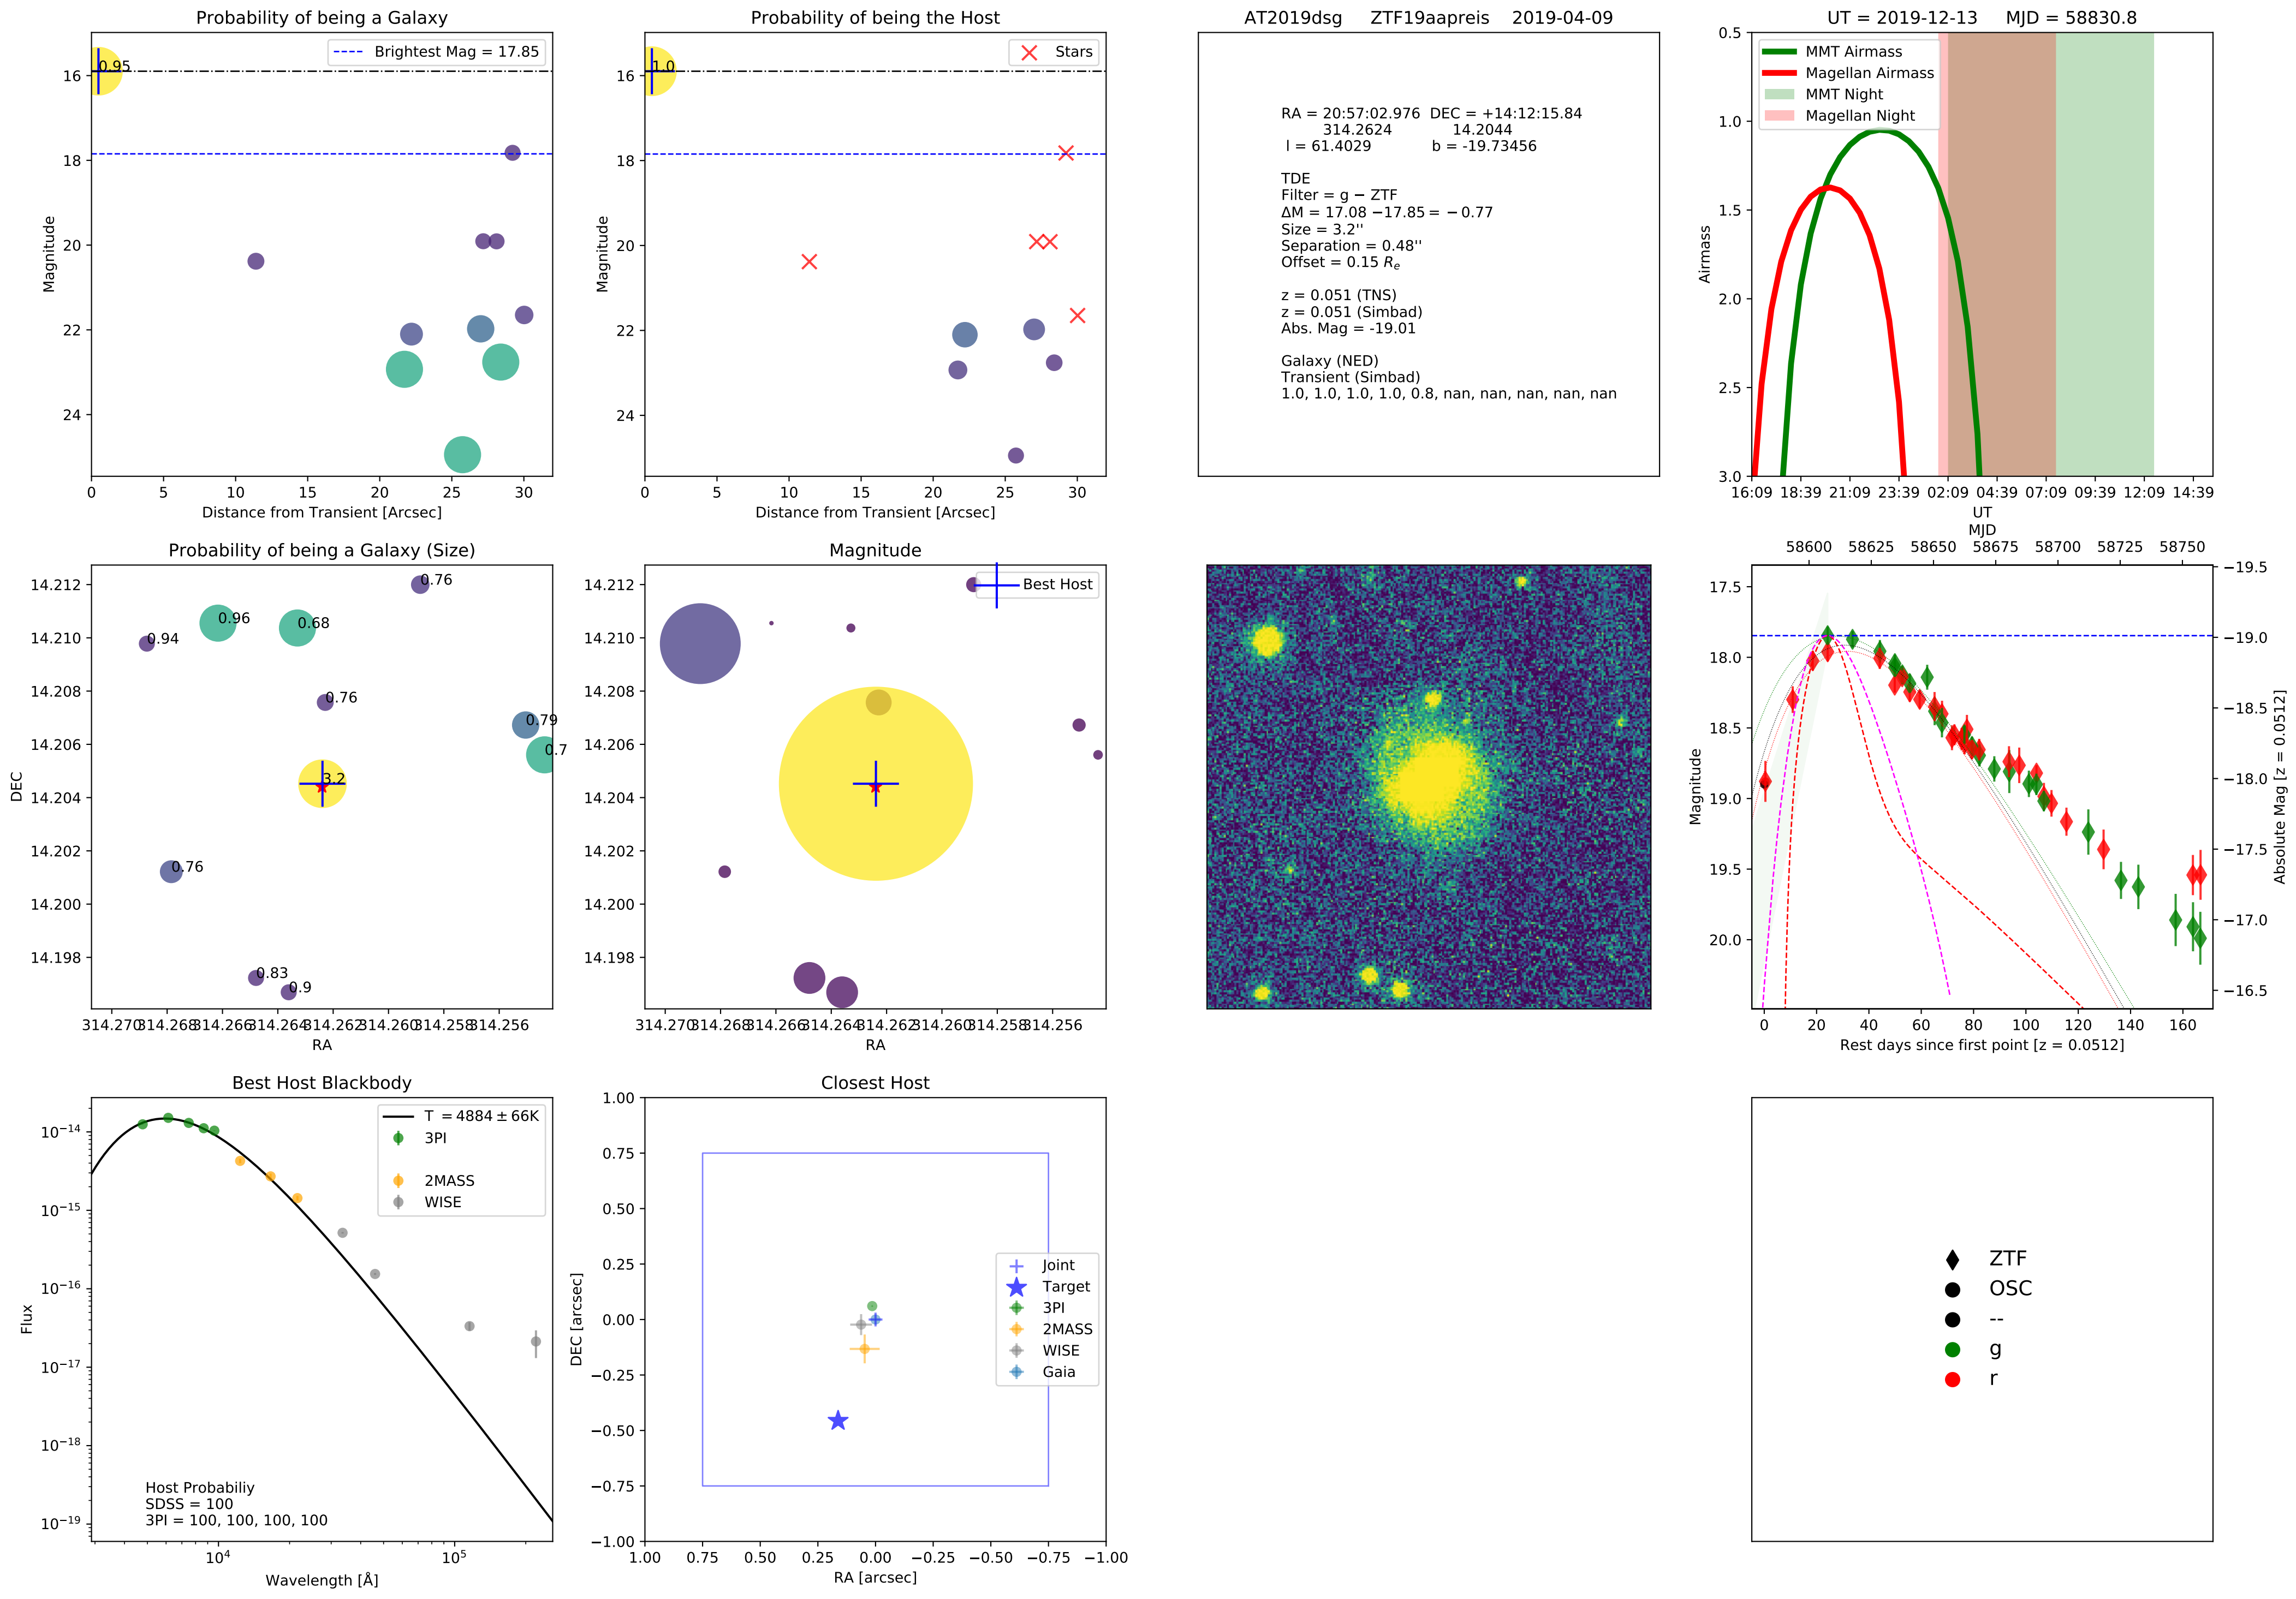 Probability of being a Galaxy
Brightest Mag = 17.85
0.95
16
18
20
22
24
Magnitude
0
5
10
15
20
25
30
Distance from Transient [Arcsec]
Probability of being the Host
Stars
1.0
16
18
20
22
24
Magnitude
0
5
10
15
20
25
30
Distance from Transient [Arcsec]
AT2019dsg ZTF19aapreis 2019-04-09
RA = 20:57:02.976 DEC = +14:12:15.84
314.2624 14.2044
l = 61.4029 b = -19.73456
TDE
Filter = g − ZTF
ΔM = 17.08 −17.85 = −0.77
Size = 3.2''
Separation = 0.48''
Offset = 0.15 Re
z = 0.051 (TNS)
z = 0.051 (Simbad)
Abs. Mag = -19.01
Galaxy (NED)
Transient (Simbad)
1.0, 1.0, 1.0, 1.0, 0.8, nan, nan, nan, nan, nan
UT = 2019-12-13 MJD = 58830.8
MMT Airmass
Magellan Airmass
MMT Night
Magellan Night
0.5
1.0
1.5
2.0
2.5
3.0
Airmass
16:09 18:39 21:09 23:39 02:09 04:39 07:09 09:39 12:09 14:39
UT
Probability of being a Galaxy (Size)
14.212
14.210
14.208
14.206
14.204
14.202
14.200
14.198
DEC
0.76
0.96
0.68
0.94
0.76
0.79
0.7
3.2
0.76
0.83
0.9
314.270 314.268 314.266 314.264 314.262 314.260 314.258 314.256
RA
Magnitude
Best Host
14.212
14.210
14.208
14.206
14.204
14.202
14.200
14.198
314.270 314.268 314.266 314.264 314.262 314.260 314.258 314.256
RA
MJD
58600 58625 58650 58675 58700 58725 58750
17.5
18.0
18.5
19.0
19.5
20.0
Magnitude
−19.5
−19.0
−18.5
−18.0
−17.5
−17.0
−16.5
Absolute Mag [z = 0.0512]
0 20 40 60 80 100 120 140 160
Rest days since first point [z = 0.0512]
Best Host Blackbody
T = 4884 ± 66K
3PI
2MASS
WISE
10−14
10−15
10−16
10−17
10−18
10−19
Flux
Host Probabiliy
SDSS = 100
3PI = 100, 100, 100, 100
104 105
Wavelength [Å]
Closest Host
1.00
0.75
0.50
0.25
0.00
−0.25
−0.50
−0.75
−1.00
DEC [arcsec]
Joint
Target
3PI
2MASS
WISE
Gaia
1.00 0.75 0.50 0.25 0.00 −0.25 −0.50 −0.75 −1.00
RA [arcsec]
ZTF
OSC
--
g
r